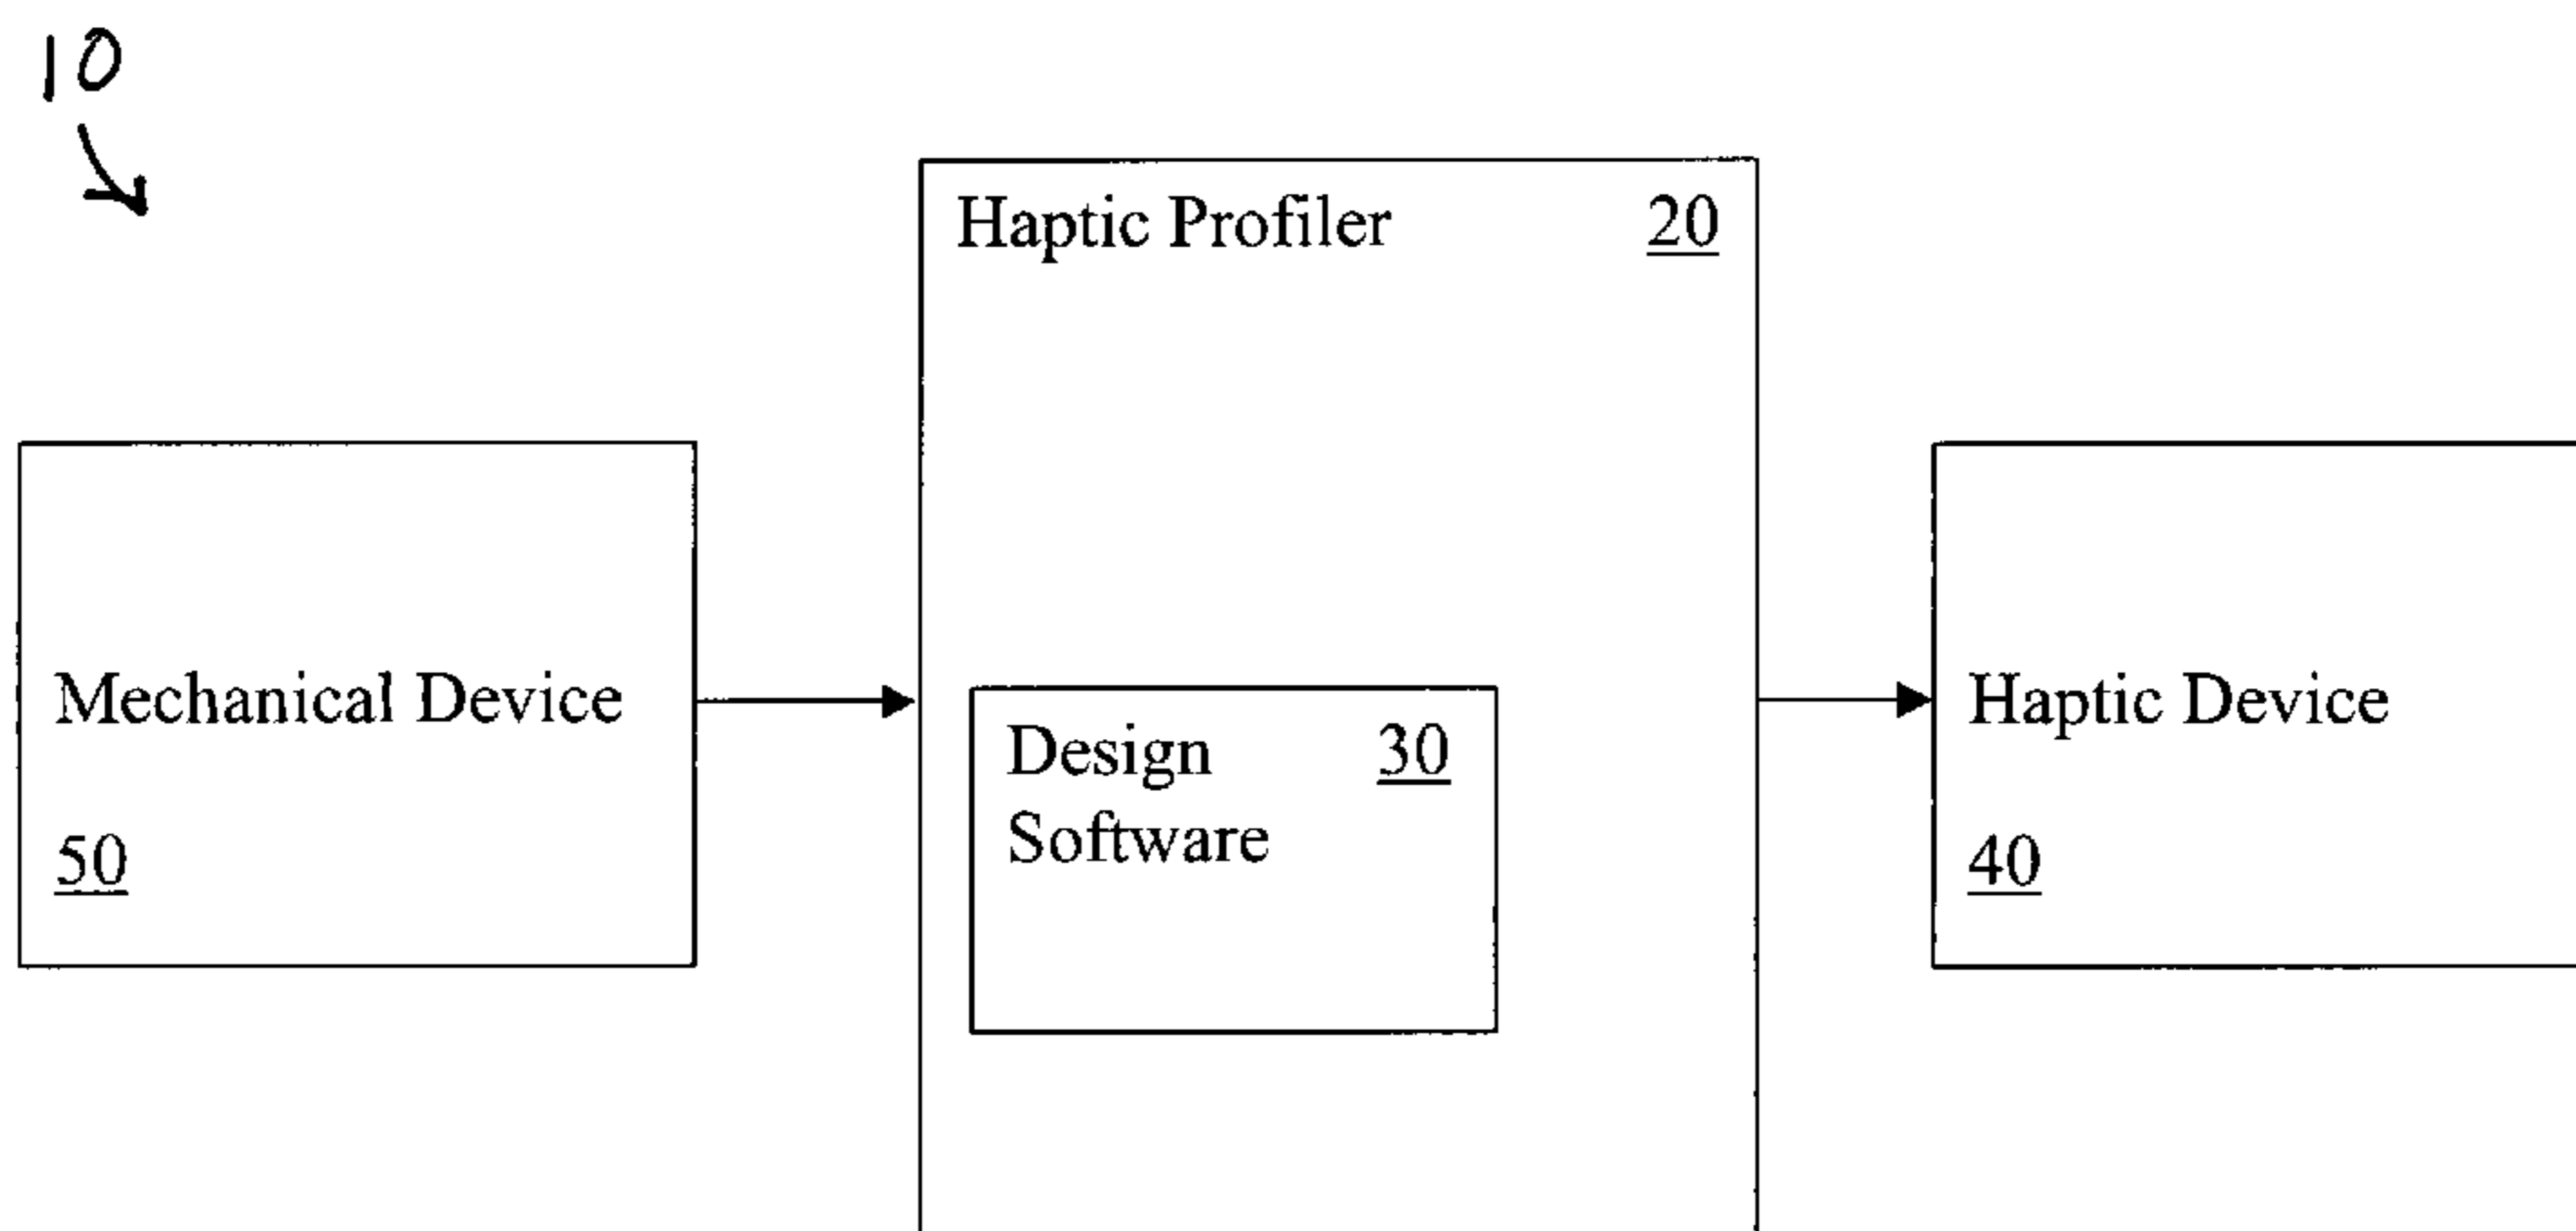 10
Haptic Profiler 20
Mechanical Device
50
Design 30
Software
Haptic Device
40